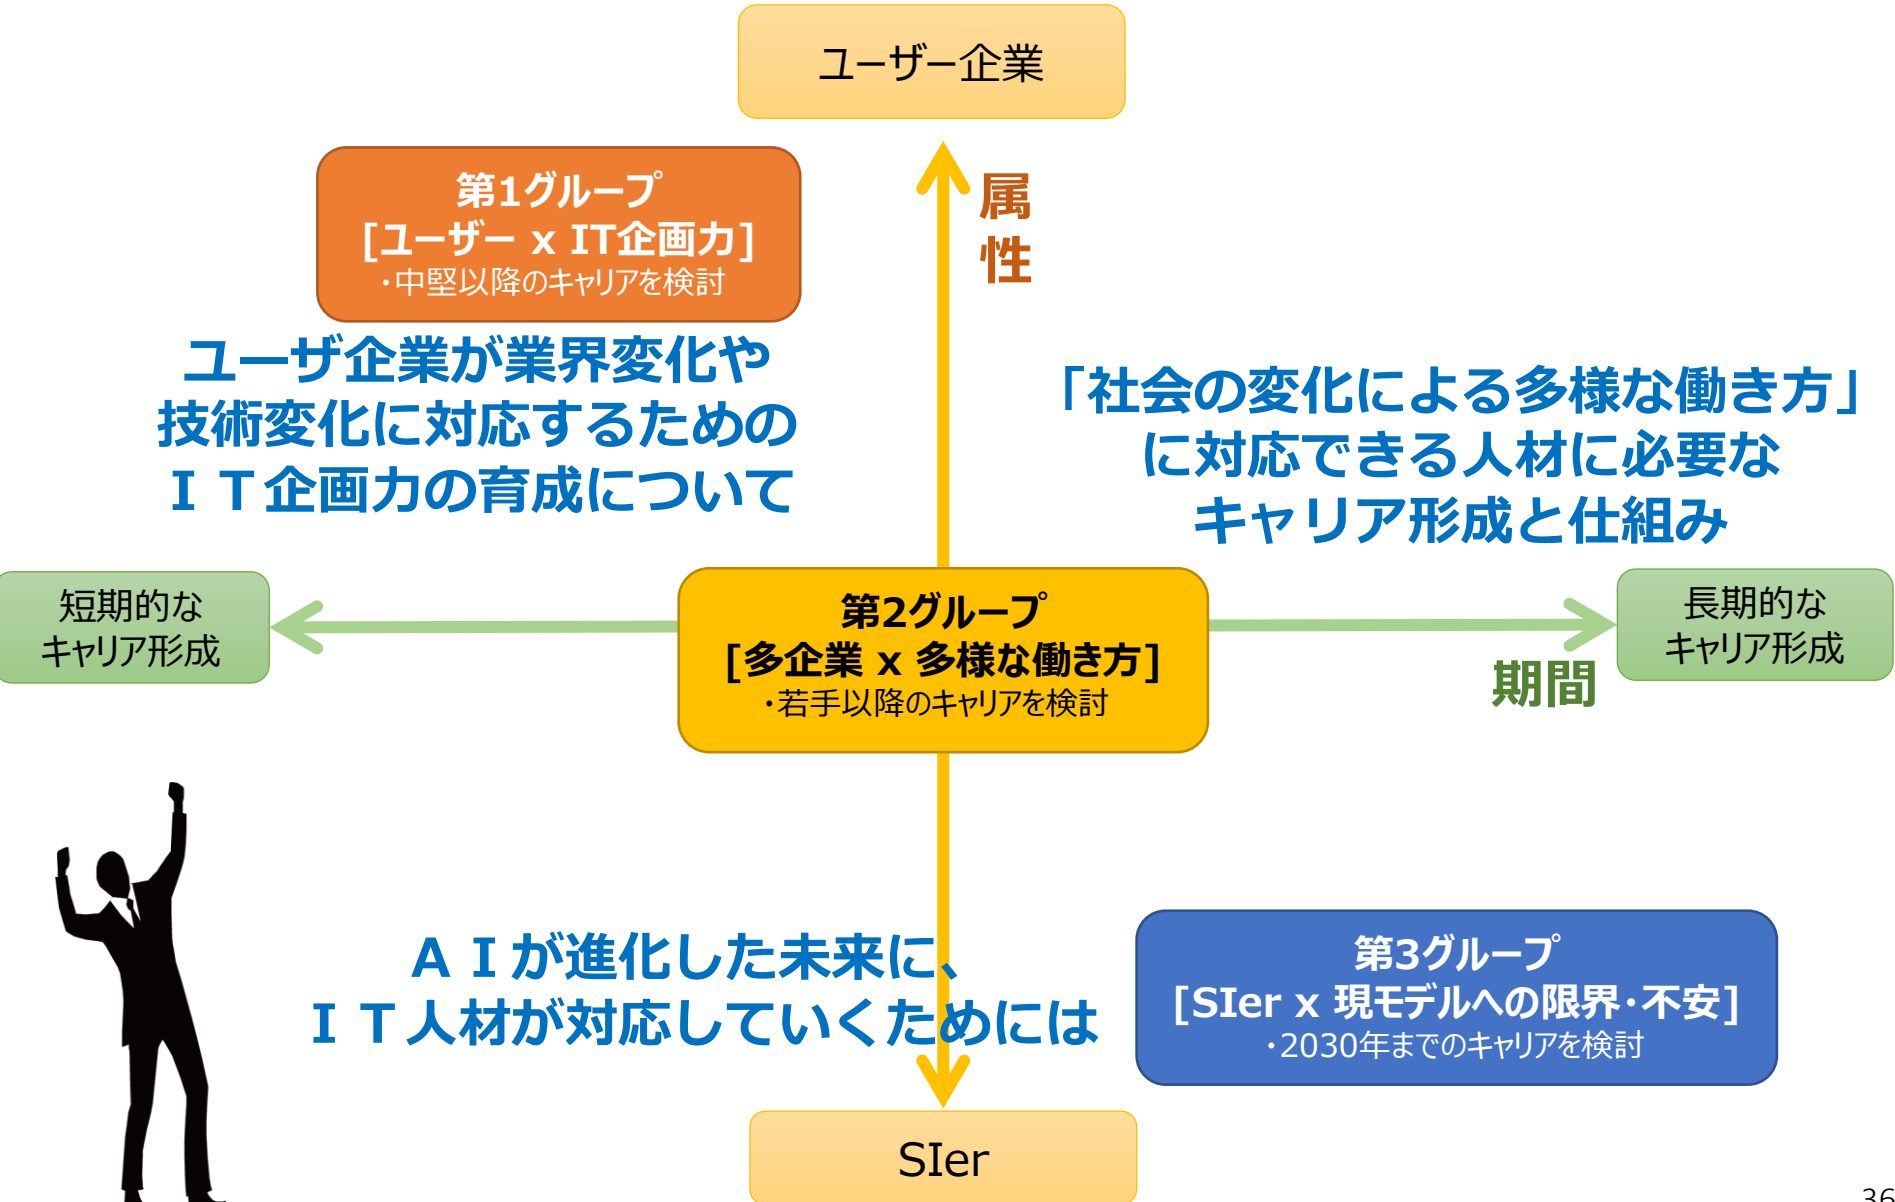 ユーザー企業
属
性
第1グループ
[ユーザー x IT企画力]
・中堅以降のキャリアを検討
ユーザ企業が業界変化や
技術変化に対応するための
ＩＴ企画力の育成について
「社会の変化による多様な働き方」
に対応できる人材に必要な
キャリア形成と仕組み
短期的な
キャリア形成
第2グループ
[多企業 x 多様な働き方]
・若手以降のキャリアを検討
長期的な
キャリア形成
期間
ＡＩが進化した未来に、
ＩＴ人材が対応していくためには
第3グループ
[SIer x 現モデルへの限界・不安]
・2030年までのキャリアを検討
SIer
36